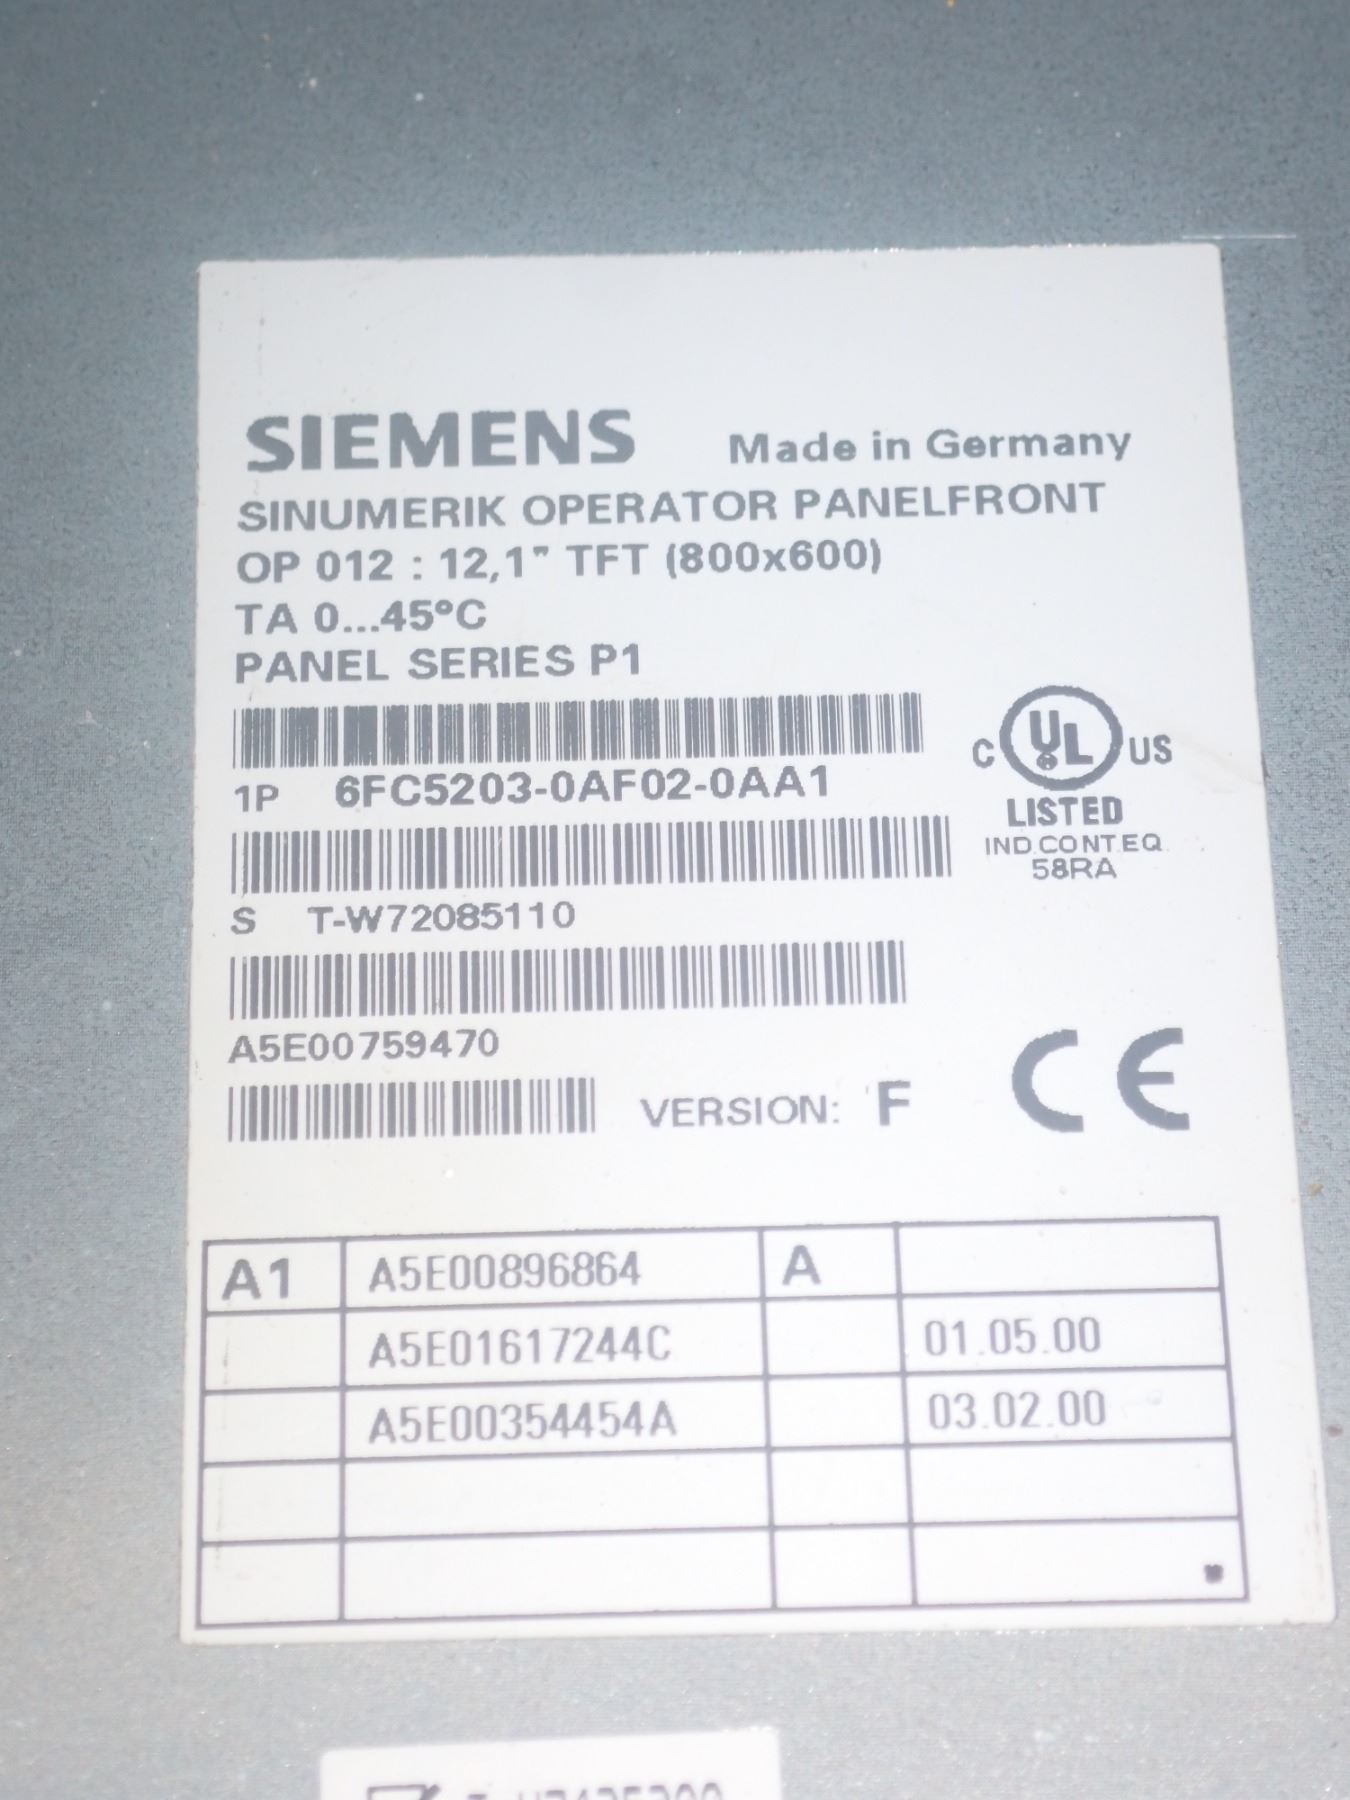 SIEMENS Made in Germany
SINUMERIK OPERATOR PANELFRONT
OP 012 : 12,1" TFT (800x600)
TA 0...45°C
PANEL SERIES P1
1P 6FC5203-0AF02-0AA1
C UL US
LISTED
IND.CONT.EQ.
58RA
S T-W72085110
A5E00759470
VERSION: F CE
A1 A5E00896864 A
A5E01617244C 01.05.00
A5E00354454A 03.02.00